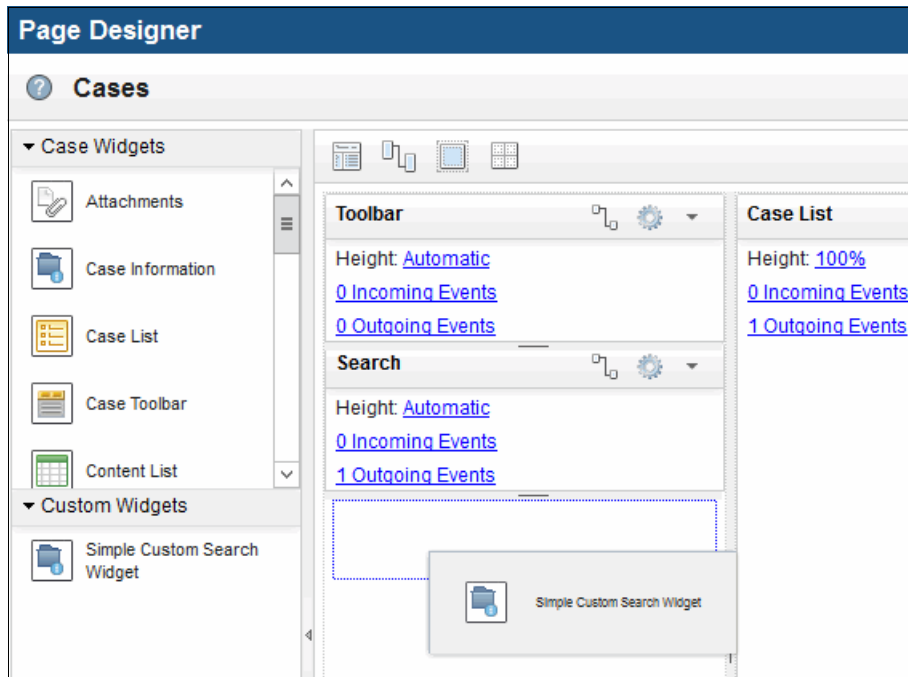 Page Designer
Cases
Case Widgets
Attachments
Case Information
Case List
Case Toolbar
Content List
Custom Widgets
Simple Custom Search
Widget
Toolbar
Height: Automatic
0 Incoming Events
0 Outgoing Events
Search
Height: Automatic
0 Incoming Events
1 Outgoing Events
Simple Custom Search Widget
Case List
Height: 100%
0 Incoming Events
1 Outgoing Events